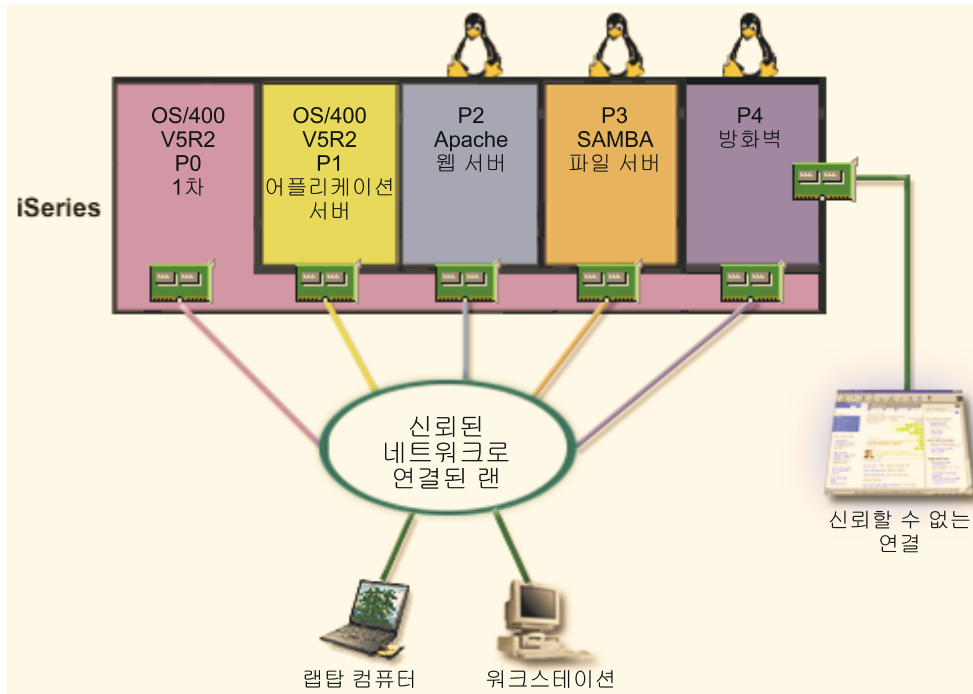 iSeries
OS/400
V5R2
P0
1차
OS/400
V5R2
P1
어플리케이션
서버
P2
Apache
웹 서버
P3
SAMBA
파일 서버
P4
방화벽
신뢰된
네트워크로
연결된 랜
신뢰할 수 없는
연결
랩탑 컴퓨터
워크스테이션